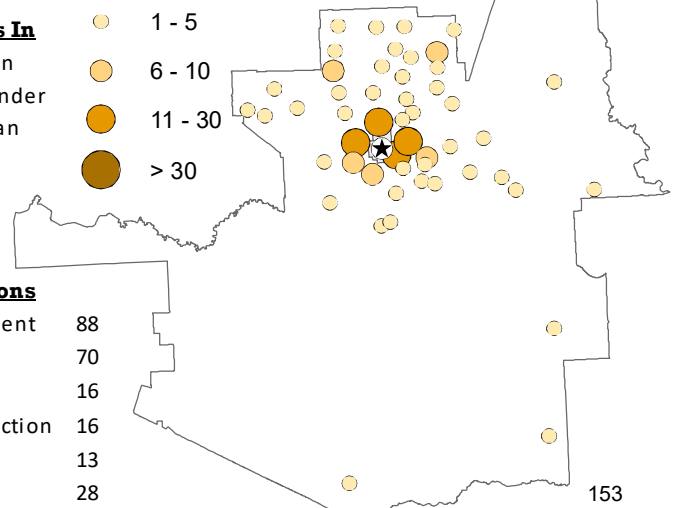 s In
n
nder
an
1 - 5
6 - 10
11 - 30
> 30
ons
ent 88
70
16
ction 16
13
28
153